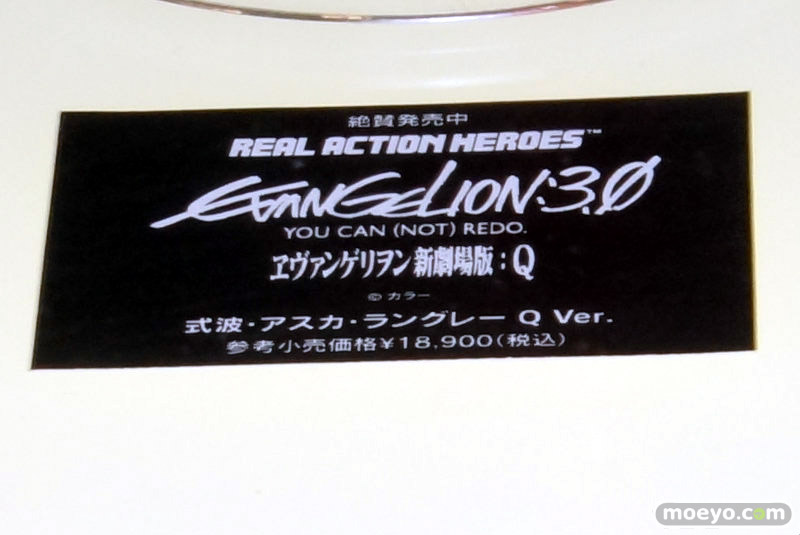 絶賛発売中
REAL ACTION HEROES™
EVANGELION:3.0
YOU CAN (NOT) REDO.
ヱヴァンゲリヲン新劇場版：Q
© カラー
式波・アスカ・ラングレー Q Ver.
参考小売価格¥18,900(税込)
moeyo.com